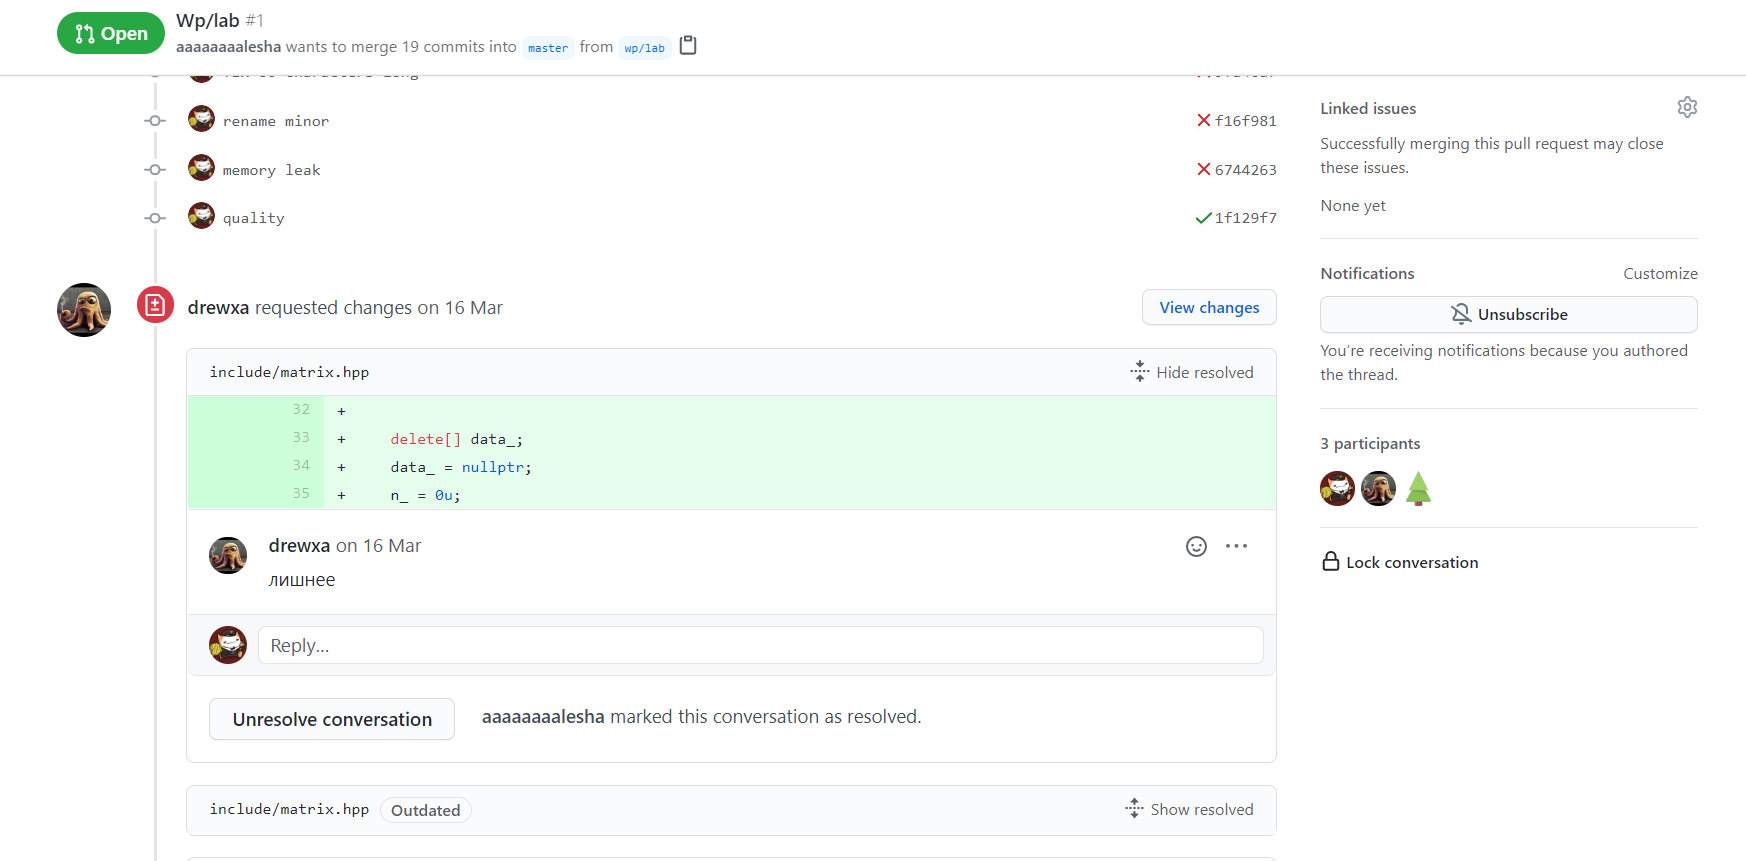 Open
Wp/lab #1
aaaaaaaalesha wants to merge 19 commits into master from wp/lab
rename minor
f16f981
memory leak
6744263
quality
1f129f7
drewxa requested changes on 16 Mar
View changes
include/matrix.hpp
Hide resolved
32 +
33 + delete[] data_;
34 + data_ = nullptr;
35 + n_ = 0u;
drewxa on 16 Mar
лишнее
Reply...
Unresolve conversation
aaaaaaaalesha marked this conversation as resolved.
include/matrix.hpp
Outdated
Show resolved
Linked issues
Successfully merging this pull request may close
these issues.
None yet
Notifications
Customize
Unsubscribe
You’re receiving notifications because you authored
the thread.
3 participants
Lock conversation